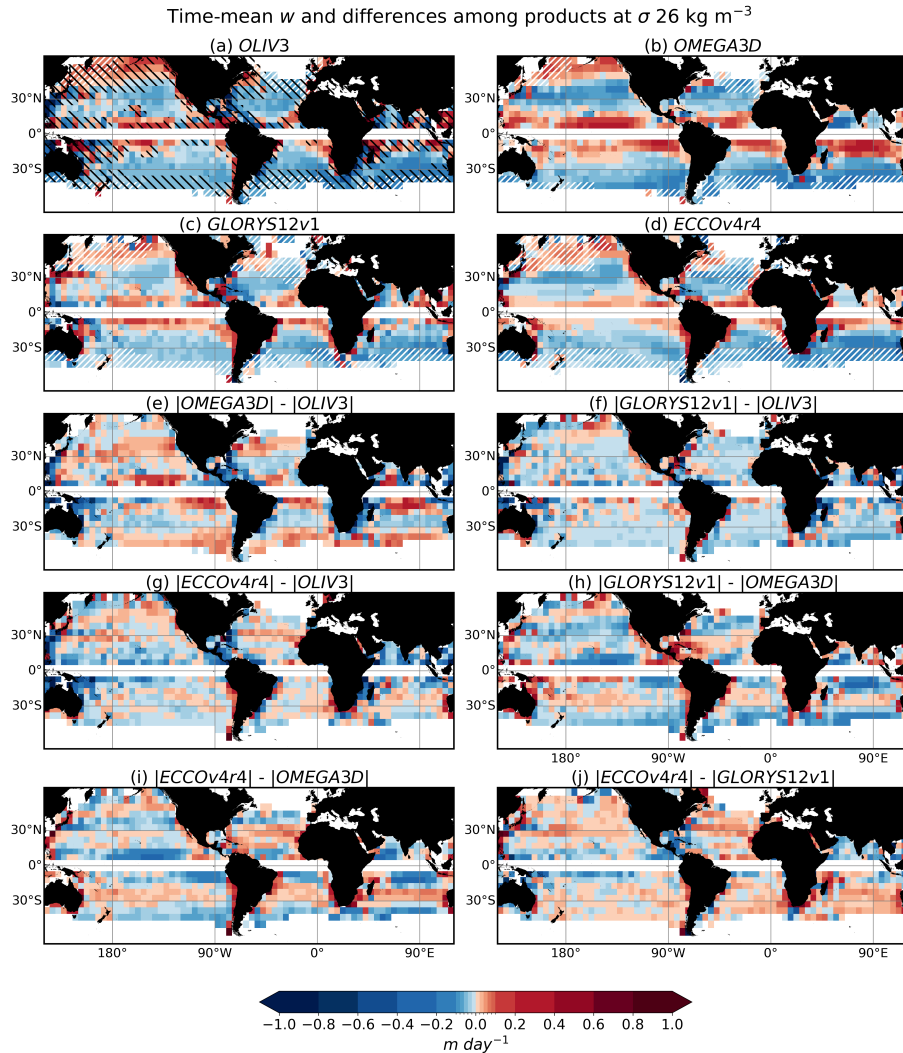 Time-mean w and differences among products at σ 26 kg m⁻³
(a) OLIV3
(b) OMEGA3D
30°N
0°
30°S
30°N
0°
30°S
(c) GLORYS12v1
(d) ECCOv4r4
30°N
0°
30°S
30°N
0°
30°S
(e) |OMEGA3D| - |OLIV3|
(f) |GLORYS12v1| - |OLIV3|
30°N
0°
30°S
30°N
0°
30°S
(g) |ECCOv4r4| - |OLIV3|
(h) |GLORYS12v1| - |OMEGA3D|
30°N
0°
30°S
30°N
0°
30°S
180° 90°W 0° 90°E
(i) |ECCOv4r4| - |OMEGA3D|
(j) |ECCOv4r4| - |GLORYS12v1|
30°N
0°
30°S
30°N
0°
30°S
180° 90°W 0° 90°E
180° 90°W 0° 90°E
−1.0 −0.8 −0.6 −0.4 −0.2 0.0 0.2 0.4 0.6 0.8 1.0
m day⁻¹